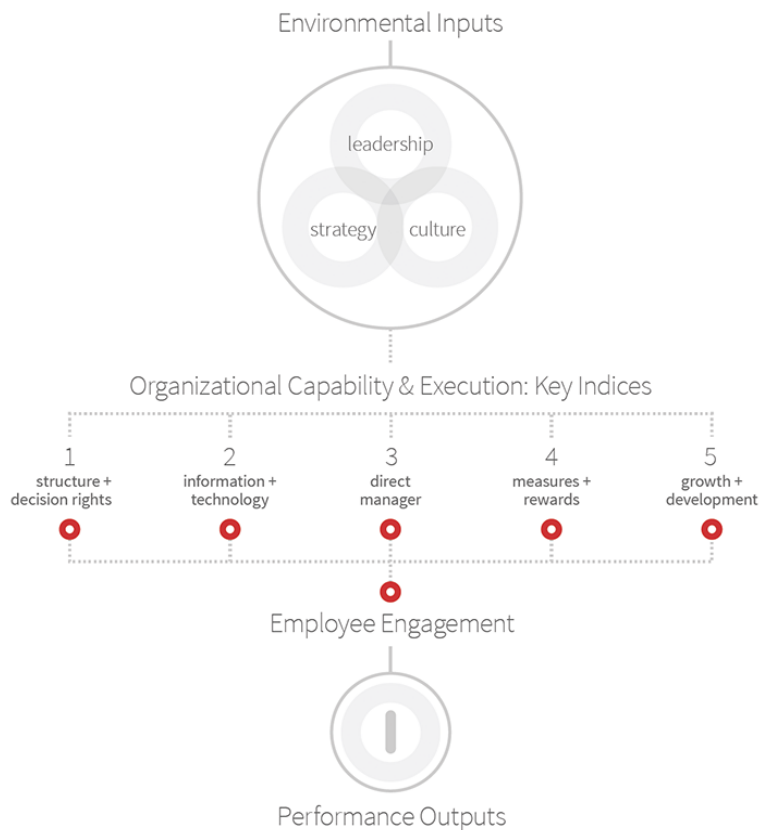 Environmental Inputs
leadership
strategy
culture
Organizational Capability & Execution: Key Indices
1
structure +
decision rights
2
information +
technology
3
direct
manager
4
measures +
rewards
5
growth +
development
Employee Engagement
Performance Outputs